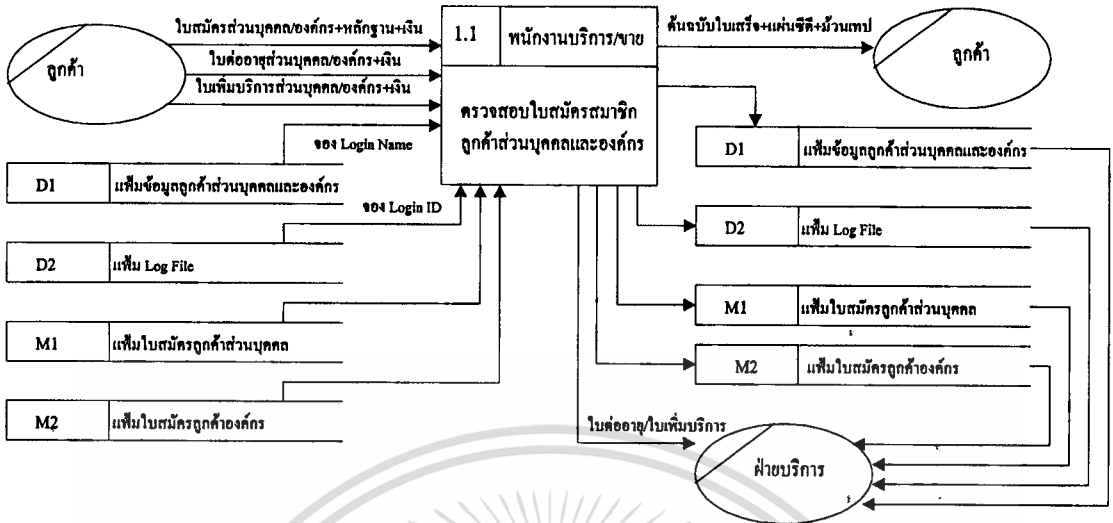 ใบสมัครส่วนบุคคล/องค์กร+หลักฐาน+เงิน
ลูกค้า
ใบต่ออายุส่วนบุคคล/องค์กร+เงิน
ใบเพิ่มบริการส่วนบุคคล/องค์กร+เงิน
1.1 พนักงานบริการ/ขาย
ตรวจสอบใบสมัครสมาชิก
ลูกค้าส่วนบุคคลและองค์กร
ต้นฉบับใบเสร็จ+แผ่นซีดี+ม้วนเทป
ลูกค้า
จอง Login Name
D1 แฟ้มข้อมูลลูกค้าส่วนบุคคลและองค์กร
จอง Login ID
D2 แฟ้ม Log File
M1 แฟ้มใบสมัครลูกค้าส่วนบุคคล
M2 แฟ้มใบสมัครลูกค้าองค์กร
D1 แฟ้มข้อมูลลูกค้าส่วนบุคคลและองค์กร
D2 แฟ้ม Log File
M1 แฟ้มใบสมัครลูกค้าส่วนบุคคล
M2 แฟ้มใบสมัครลูกค้าองค์กร
ใบต่ออายุ/ใบเพิ่มบริการ
ฝ่ายบริการ